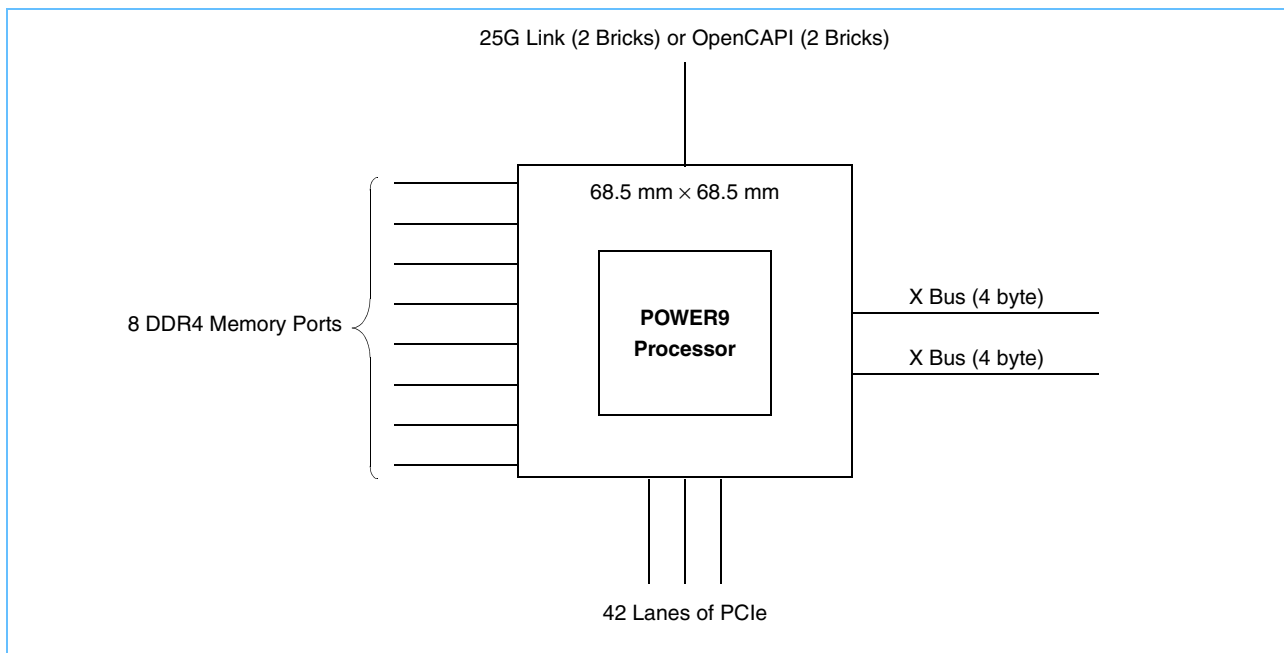 25G Link (2 Bricks) or OpenCAPI (2 Bricks)
68.5 mm × 68.5 mm
8 DDR4 Memory Ports
POWER9
Processor
X Bus (4 byte)
X Bus (4 byte)
42 Lanes of PCIe